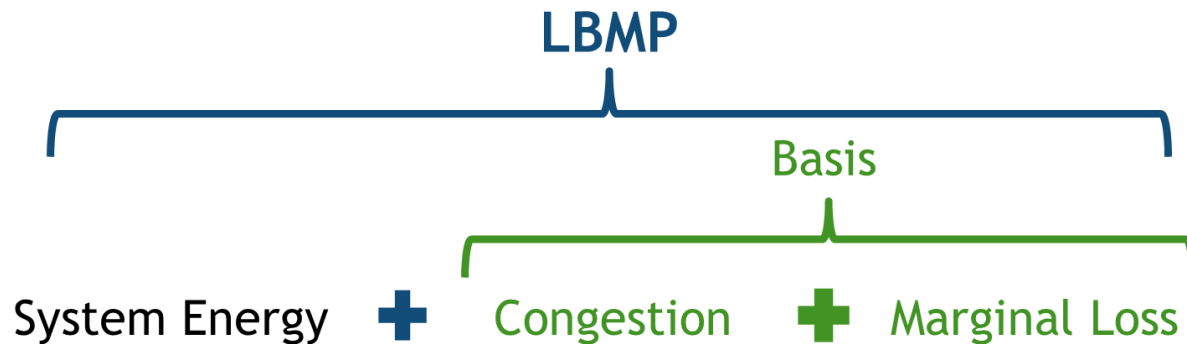 LBMP
Basis
System Energy + Congestion + Marginal Loss